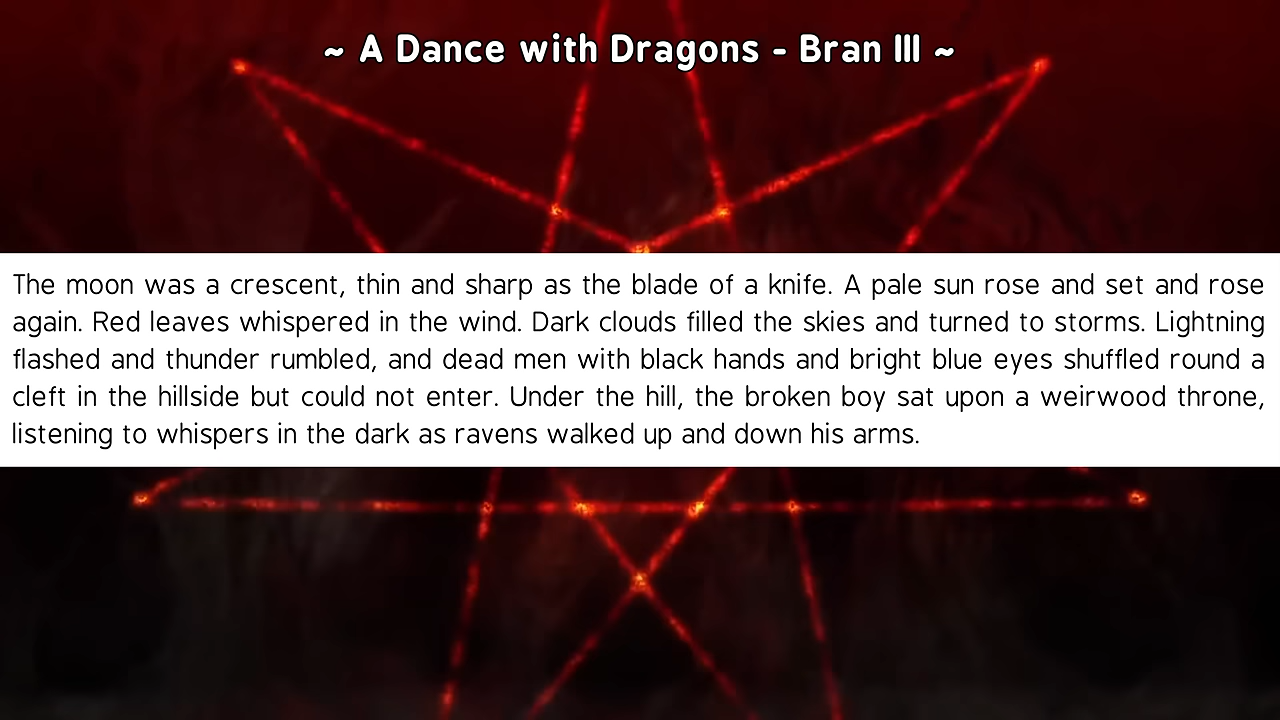 ~ A Dance with Dragons - Bran III ~
The moon was a crescent, thin and sharp as the blade of a knife. A pale sun rose and set and rose
again. Red leaves whispered in the wind. Dark clouds filled the skies and turned to storms. Lightning
flashed and thunder rumbled, and dead men with black hands and bright blue eyes shuffled round a
cleft in the hillside but could not enter. Under the hill, the broken boy sat upon a weirwood throne,
listening to whispers in the dark as ravens walked up and down his arms.